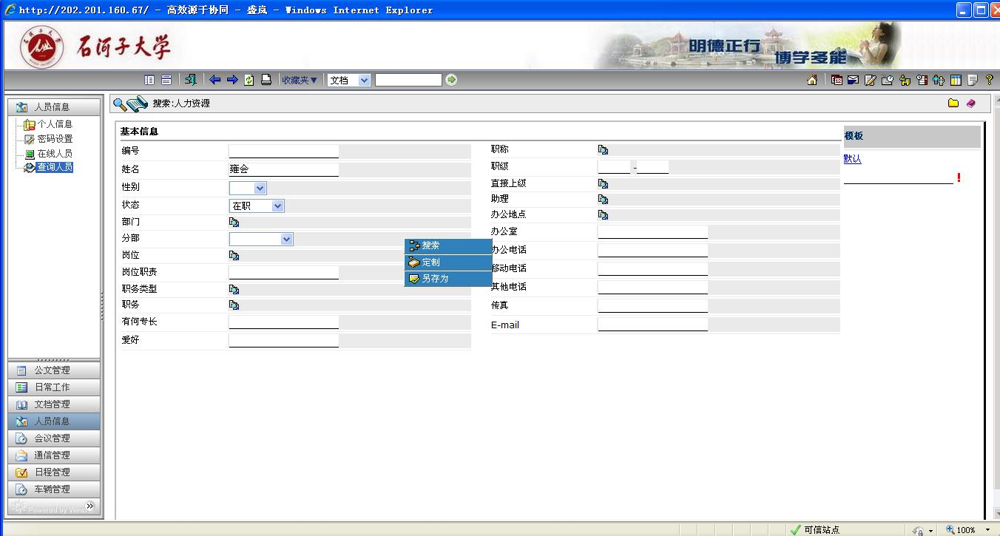 http://202.201.160.67/ - 高效源于协同 - 盛岚 - Windows Internet Explorer
石河子大学
明德正行
博学多能
收藏夹
文档
12
人员信息
个人信息
密码设置
在线人员
查询人员
搜索:人力资源
基本信息
编号
姓名 雍会
性别
状态 在职
部门
分部
岗位
岗位职责
职务类型
职务
有何专长
爱好
搜索
定制
另存为
职称
职级 -
直接上级
助理
办公地点
办公室
办公电话
移动电话
其他电话
传真
E-mail
模板
默认
!
公文管理
日常工作
文档管理
人员信息
会议管理
通信管理
日程管理
车辆管理
Powered by
可信站点
100%